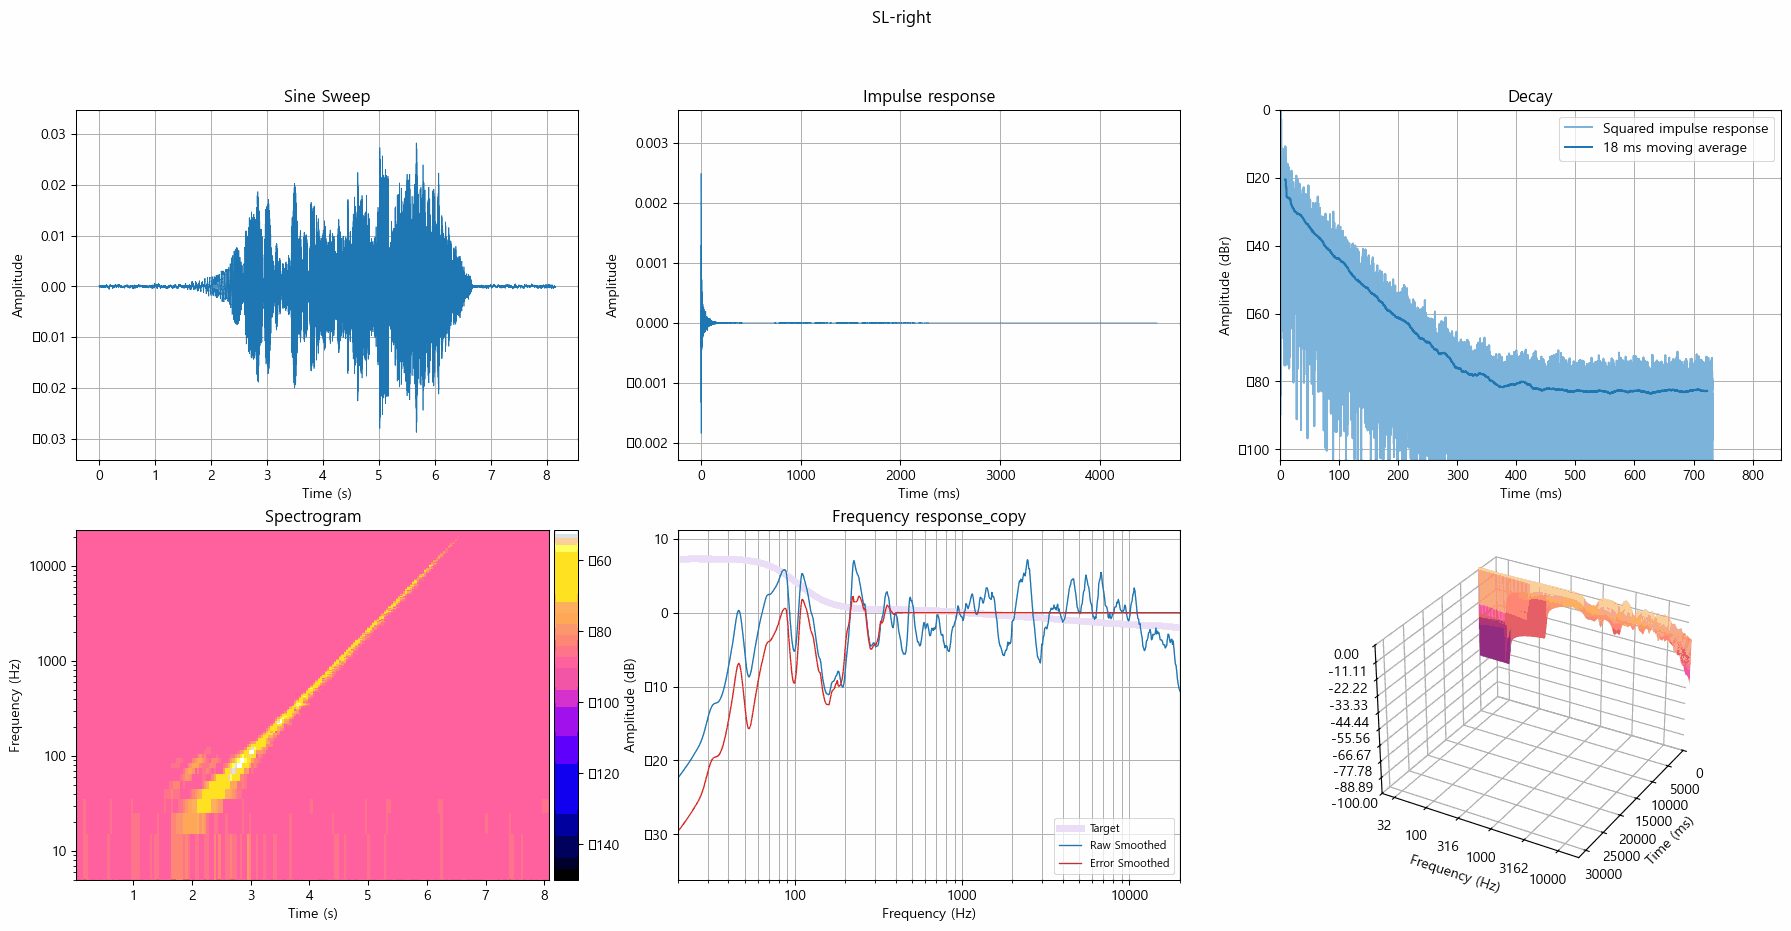 SL-right
Sine Sweep
Amplitude
0.03
0.02
0.01
0.00
▯0.01
▯0.02
▯0.03
0 1 2 3 4 5 6 7 8
Time (s)
Impulse response
Amplitude
0.003
0.002
0.001
0.000
▯0.001
▯0.002
0 1000 2000 3000 4000
Time (ms)
Decay
Squared impulse response
18 ms moving average
Amplitude (dBr)
0
▯20
▯40
▯60
▯80
▯100
0 100 200 300 400 500 600 700 800
Time (ms)
Spectrogram
Frequency (Hz)
10000
1000
100
10
1 2 3 4 5 6 7 8
Time (s)
▯60
▯80
▯100
▯120
▯140
Frequency response_copy
Amplitude (dB)
10
0
▯10
▯20
▯30
Target
Raw Smoothed
Error Smoothed
100 1000 10000
Frequency (Hz)
0.00
-11.11
-22.22
-33.33
-44.44
-55.56
-66.67
-77.78
-88.89
-100.00
32
100
316
1000
3162
10000
Frequency (Hz)
0
5000
10000
15000
20000
25000
30000
Time (ms)